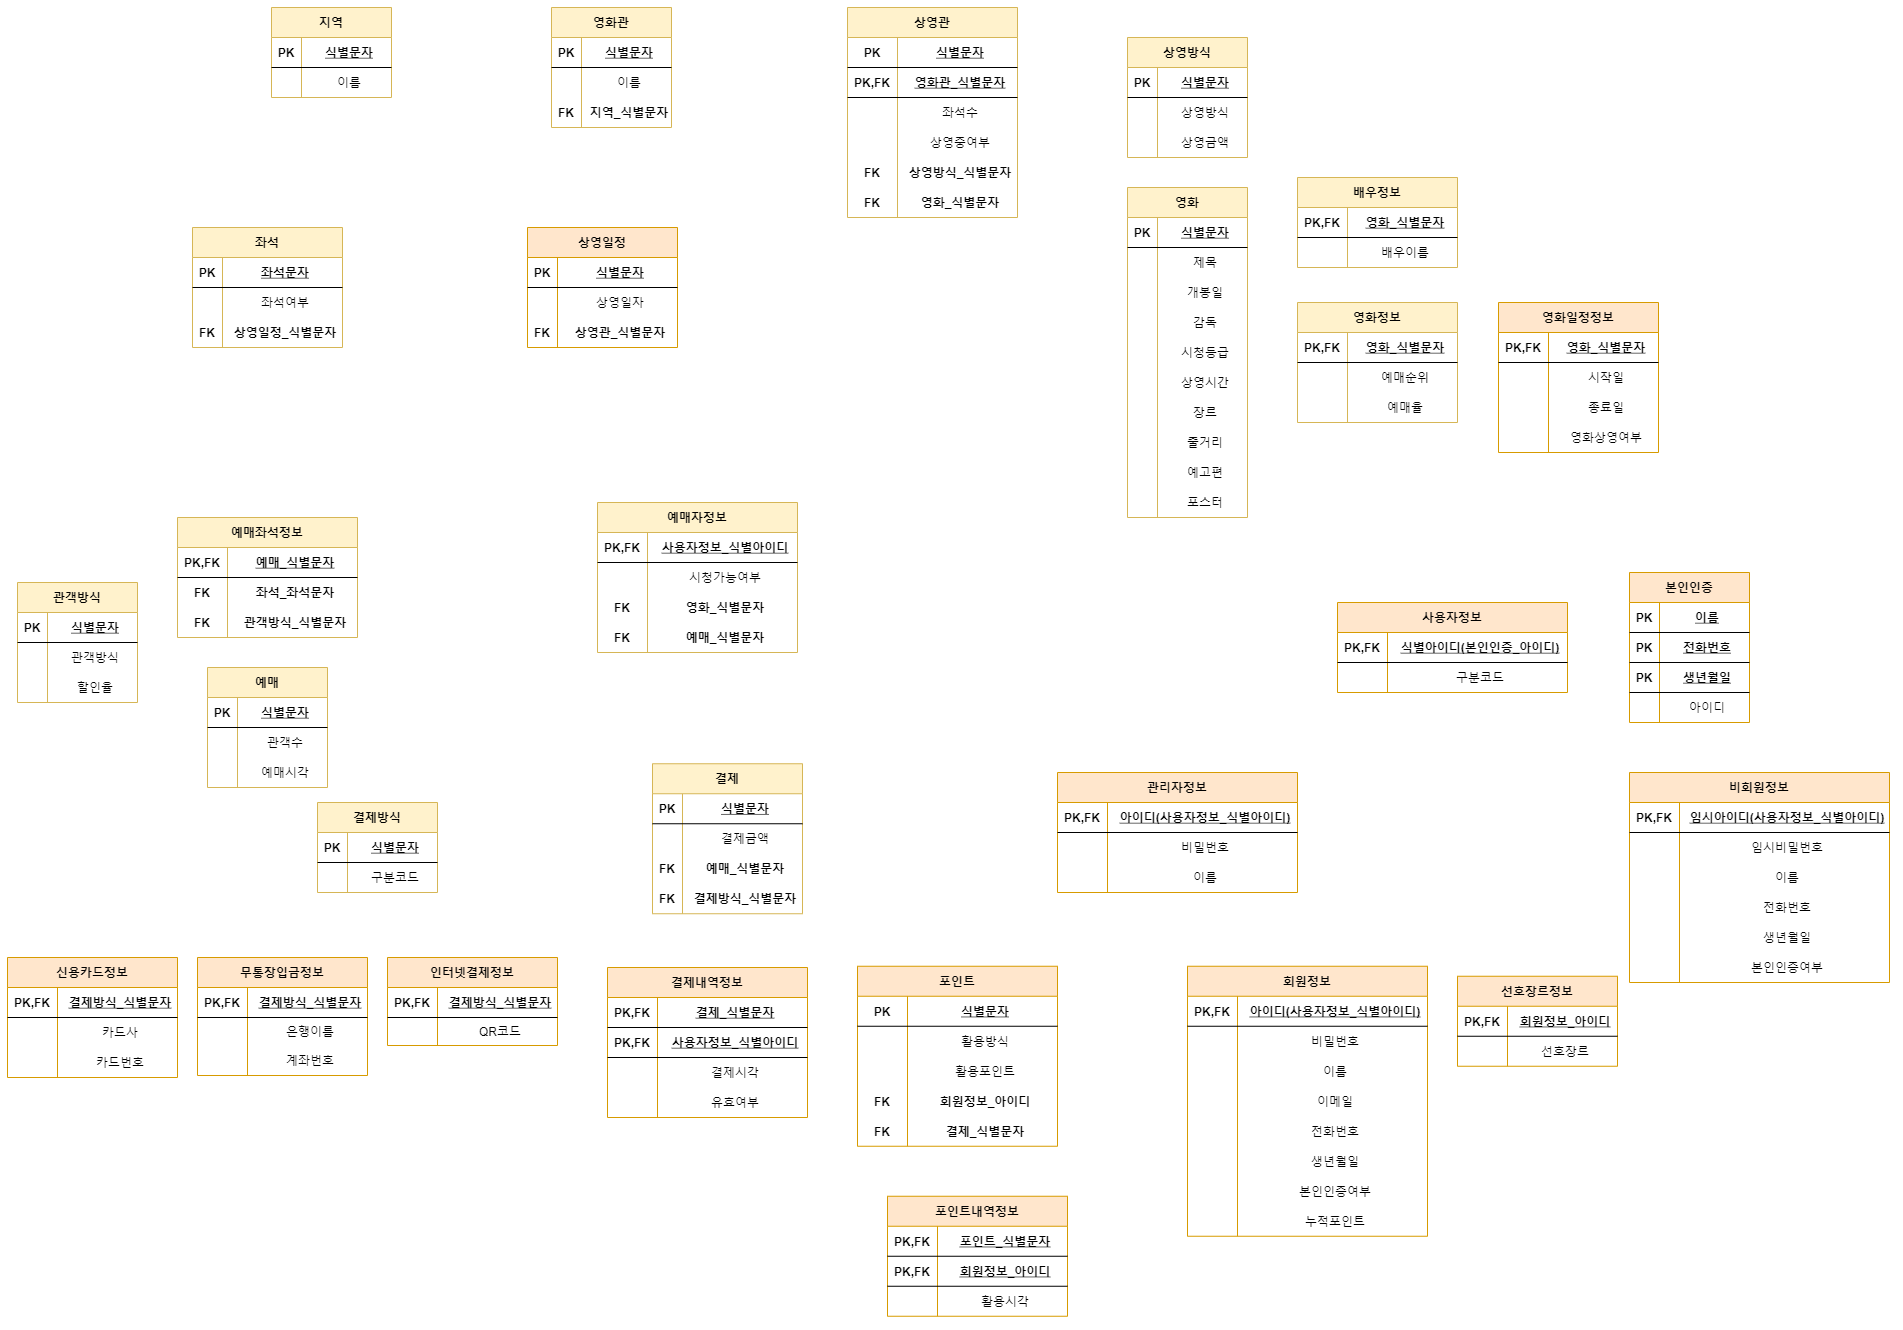 지역
PK 식별문자
이름
영화관
PK 식별문자
이름
FK 지역_식별문자
상영관
PK 식별문자
PK,FK 영화관_식별문자
좌석수
상영중여부
FK 상영방식_식별문자
FK 영화_식별문자
상영방식
PK 식별문자
상영방식
상영금액
영화
PK 식별문자
제목
개봉일
감독
시청등급
상영시간
장르
줄거리
예고편
포스터
배우정보
PK,FK 영화_식별문자
배우이름
좌석
PK 좌석문자
좌석여부
FK 상영일정_식별문자
상영일정
PK 식별문자
상영일자
FK 상영관_식별문자
영화정보
PK,FK 영화_식별문자
예매순위
예매율
영화일정정보
PK,FK 영화_식별문자
시작일
종료일
영화상영여부
예매좌석정보
PK,FK 예매_식별문자
FK 좌석_좌석문자
FK 관객방식_식별문자
예매자정보
PK,FK 사용자정보_식별아이디
시청가능여부
FK 영화_식별문자
FK 예매_식별문자
관객방식
PK 식별문자
관객방식
할인율
사용자정보
PK,FK 식별아이디(본인인증_아이디)
구분코드
본인인증
PK 이름
PK 전화번호
PK 생년월일
아이디
예매
PK 식별문자
관객수
예매시각
결제방식
PK 식별문자
구분코드
결제
PK 식별문자
결제금액
FK 예매_식별문자
FK 결제방식_식별문자
관리자정보
PK,FK 아이디(사용자정보_식별아이디)
비밀번호
이름
비회원정보
PK,FK 임시아이디(사용자정보_식별아이디)
임시비밀번호
이름
전화번호
생년월일
본인인증여부
신용카드정보
PK,FK 결제방식_식별문자
카드사
카드번호
무통장입금정보
PK,FK 결제방식_식별문자
은행이름
계좌번호
인터넷결제정보
PK,FK 결제방식_식별문자
QR코드
결제내역정보
PK,FK 결제_식별문자
PK,FK 사용자정보_식별아이디
결제시각
유효여부
포인트
PK 식별문자
활용방식
활용포인트
FK 회원정보_아이디
FK 결제_식별문자
회원정보
PK,FK 아이디(사용자정보_식별아이디)
비밀번호
이름
이메일
전화번호
생년월일
본인인증여부
누적포인트
선호장르정보
PK,FK 회원정보_아이디
선호장르
포인트내역정보
PK,FK 포인트_식별문자
PK,FK 회원정보_아이디
활용시각